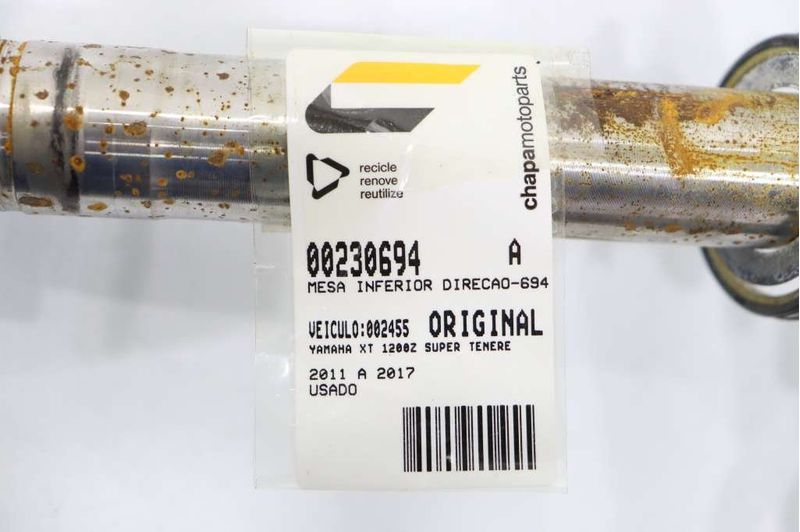 chapamotoparts
recicle
renove
reutilize
00230694 A
MESA INFERIOR DIRECAO-694
VEICULO:002455 ORIGINAL
YAMAHA XT 1200Z SUPER TENERE
2011 A 2017
USADO